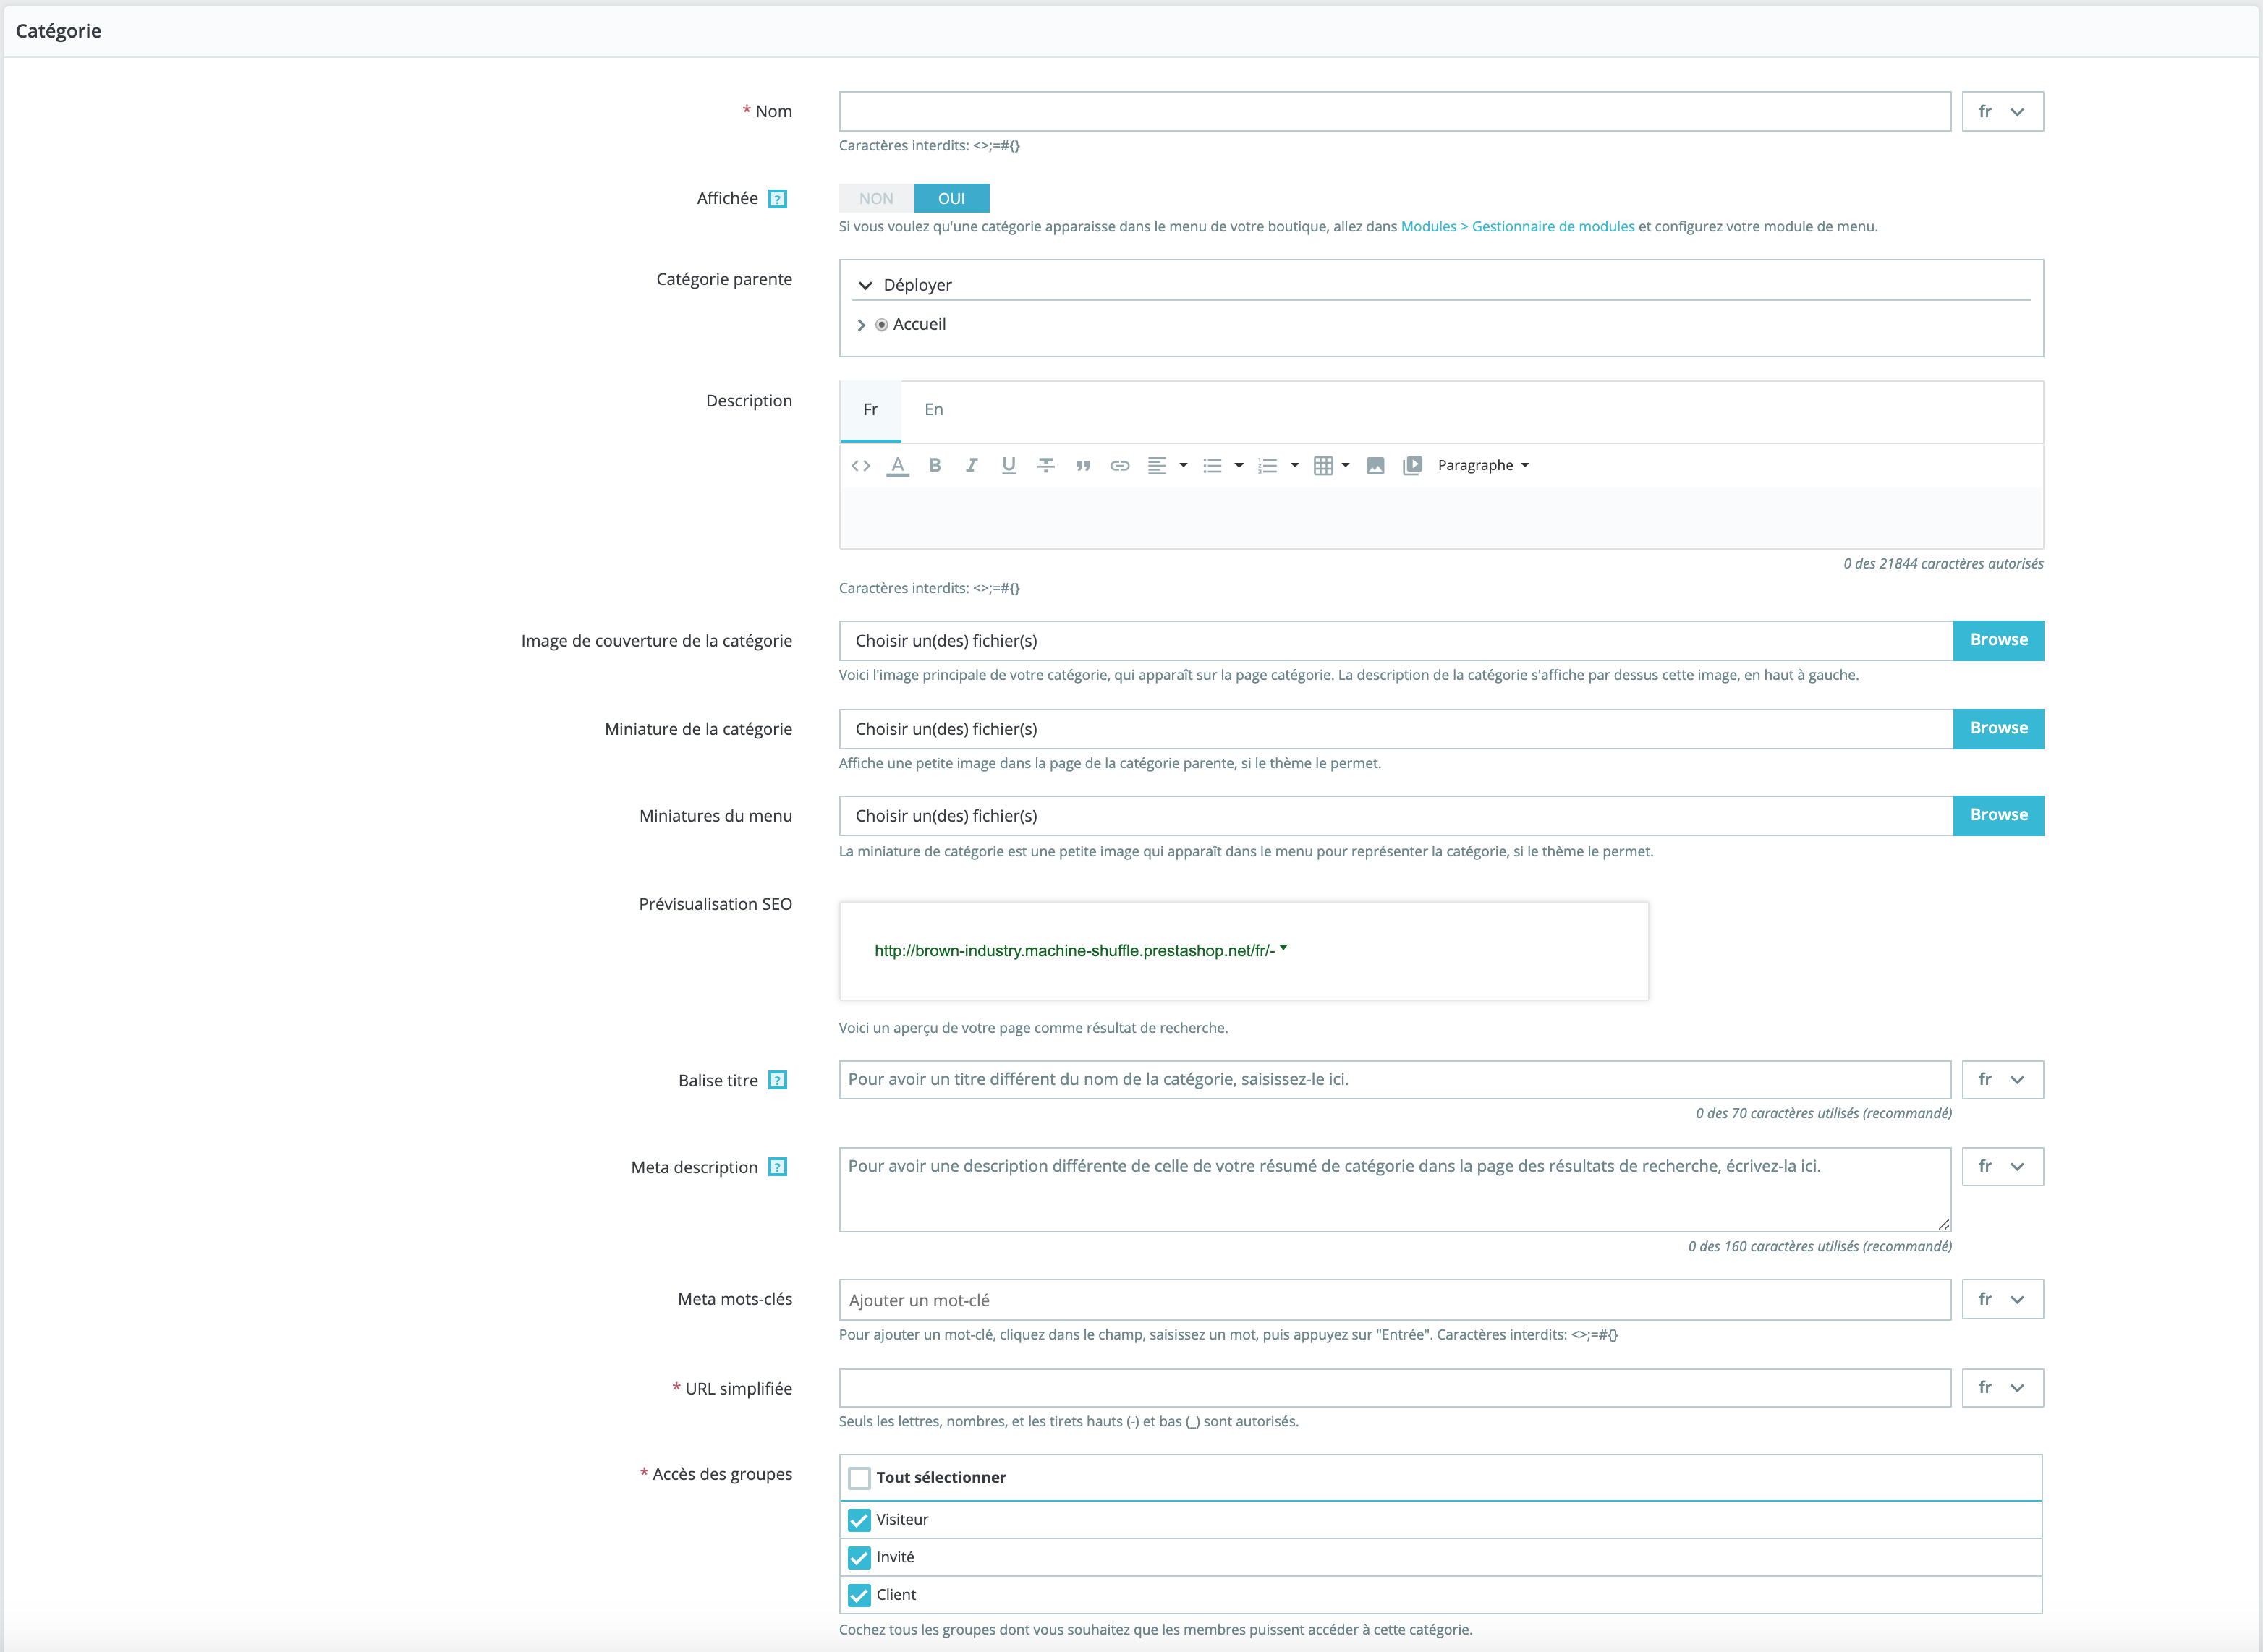 Catégorie
* Nom
fr
Caractères interdits: <>;=#{}
Affichée ?
NON OUI
Si vous voulez qu'une catégorie apparaisse dans le menu de votre boutique, allez dans Modules > Gestionnaire de modules et configurez votre module de menu.
Catégorie parente
Déployer
Accueil
Description
Fr En
Paragraphe
0 des 21844 caractères autorisés
Caractères interdits: <>;=#{}
Image de couverture de la catégorie
Choisir un(des) fichier(s) Browse
Voici l'image principale de votre catégorie, qui apparaît sur la page catégorie. La description de la catégorie s'affiche par dessus cette image, en haut à gauche.
Miniature de la catégorie
Choisir un(des) fichier(s) Browse
Affiche une petite image dans la page de la catégorie parente, si le thème le permet.
Miniatures du menu
Choisir un(des) fichier(s) Browse
La miniature de catégorie est une petite image qui apparaît dans le menu pour représenter la catégorie, si le thème le permet.
Prévisualisation SEO
http://brown-industry.machine-shuffle.prestashop.net/fr/-
Voici un aperçu de votre page comme résultat de recherche.
Balise titre ?
Pour avoir un titre différent du nom de la catégorie, saisissez-le ici. fr
0 des 70 caractères utilisés (recommandé)
Meta description ?
Pour avoir une description différente de celle de votre résumé de catégorie dans la page des résultats de recherche, écrivez-la ici. fr
0 des 160 caractères utilisés (recommandé)
Meta mots-clés
Ajouter un mot-clé fr
Pour ajouter un mot-clé, cliquez dans le champ, saisissez un mot, puis appuyez sur "Entrée". Caractères interdits: <>;=#{}
* URL simplifiée
fr
Seuls les lettres, nombres, et les tirets hauts (-) et bas (_) sont autorisés.
* Accès des groupes
Tout sélectionner
Visiteur
Invité
Client
Cochez tous les groupes dont vous souhaitez que les membres puissent accéder à cette catégorie.